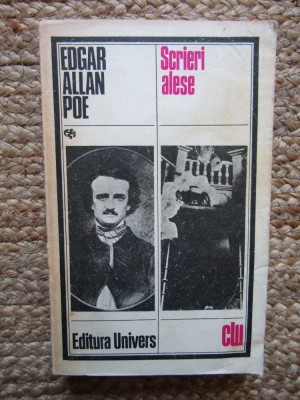 EDGAR
ALLAN
POE
Scrieri
alese
Editura Univers
clu